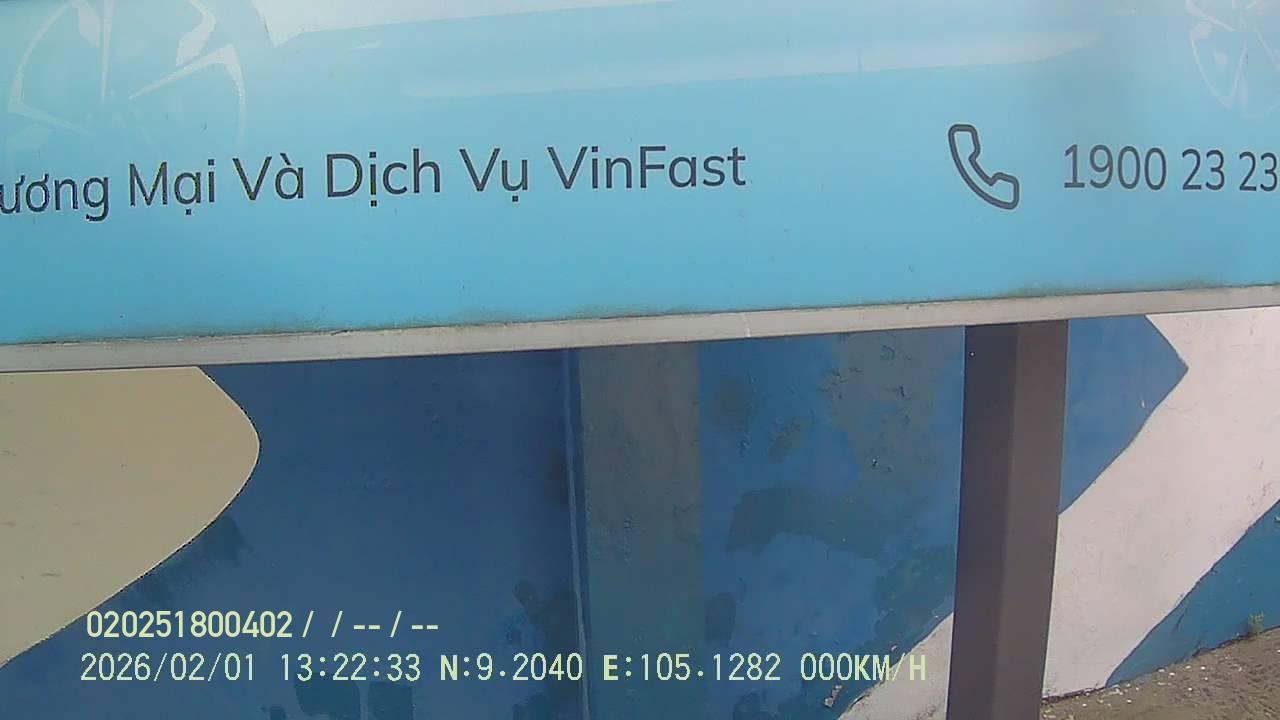 ương Mại Và Dịch Vụ VinFast
1900 23 23
020251800402 / / -- / --
2026/02/01 13:22:33 N:9.2040 E:105.1282 000KM/H